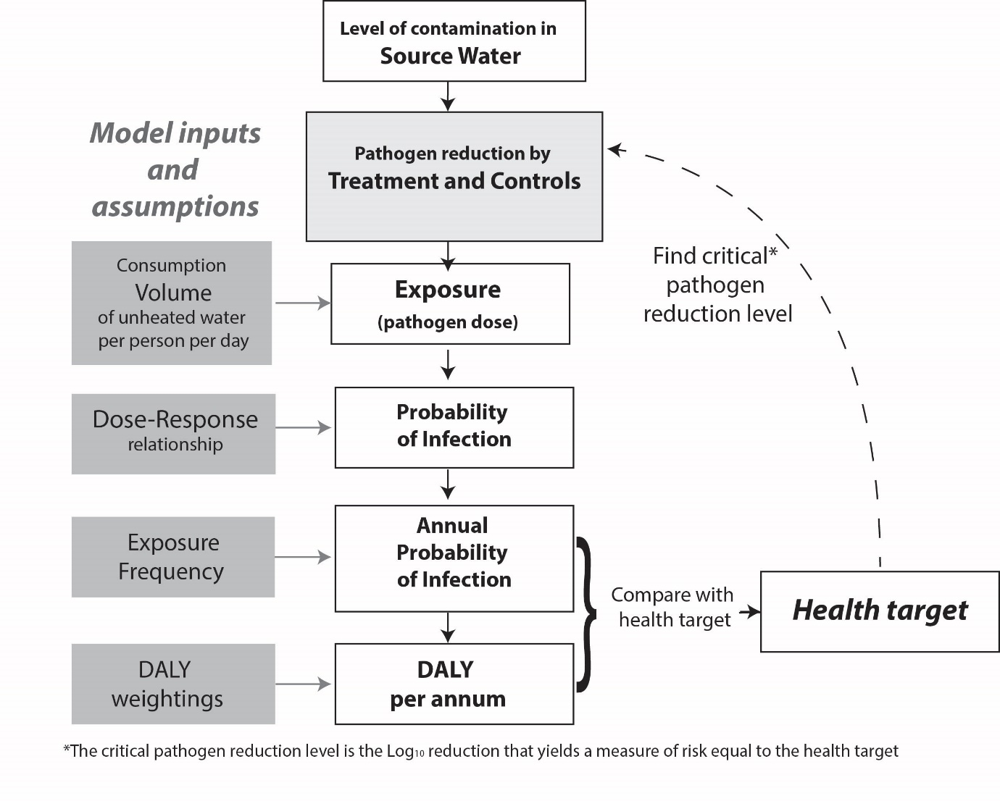 Level of contamination in
Source Water
Model inputs
and
assumptions
Pathogen reduction by
Treatment and Controls
Find critical*
pathogen
reduction level
Consumption
Volume
of unheated water
per person per day
Exposure
(pathogen dose)
Dose-Response
relationship
Probability
of Infection
Exposure
Frequency
Annual
Probability
of Infection
Compare with
health target
Health target
DALY
weightings
DALY
per annum
*The critical pathogen reduction level is the Log₁₀ reduction that yields a measure of risk equal to the health target